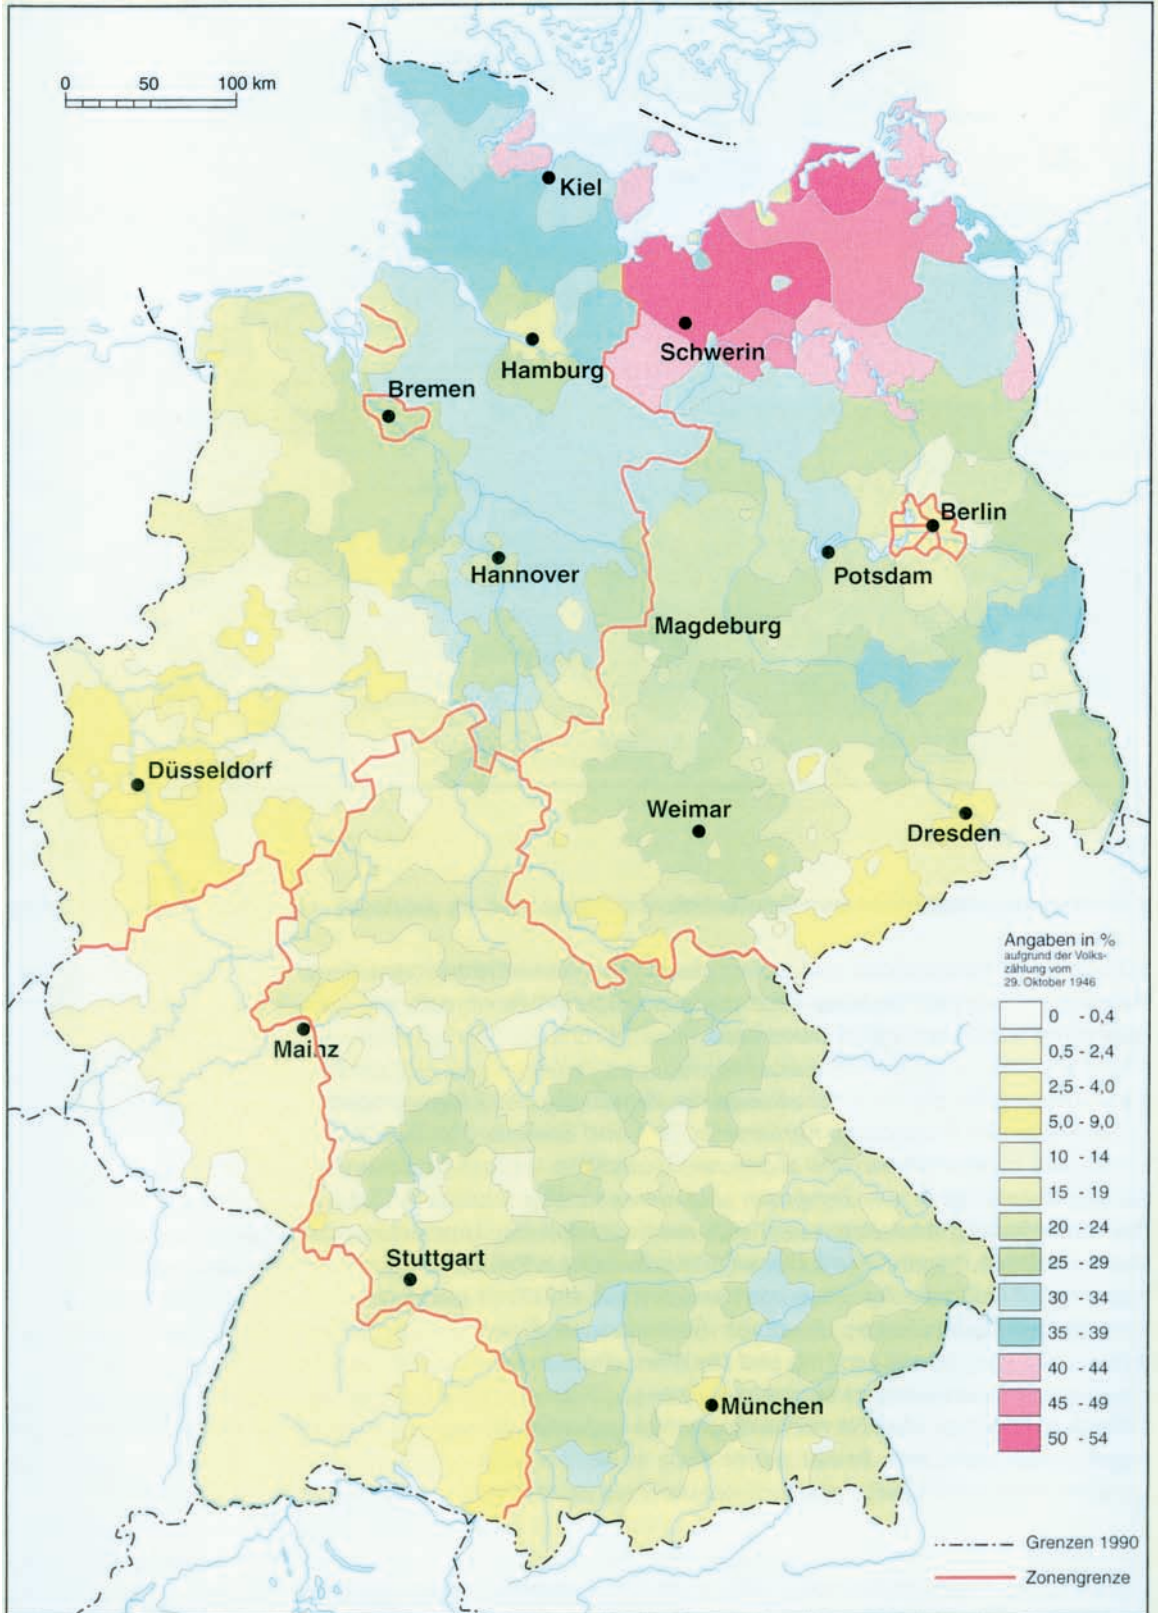 0 50 100 km
Kiel
Schwerin
Hamburg
Bremen
Berlin
Hannover
Potsdam
Magdeburg
Düsseldorf
Weimar
Dresden
Angaben in %
aufgrund der Volks-
zählung vom
29. Oktober 1946
0 - 0,4
0.5 - 2,4
2,5 - 4,0
5,0 - 9,0
10 - 14
15 - 19
20 - 24
25 - 29
30 - 34
35 - 39
40 - 44
45 - 49
50 - 54
Mainz
Stuttgart
München
Grenzen 1990
Zonengrenze